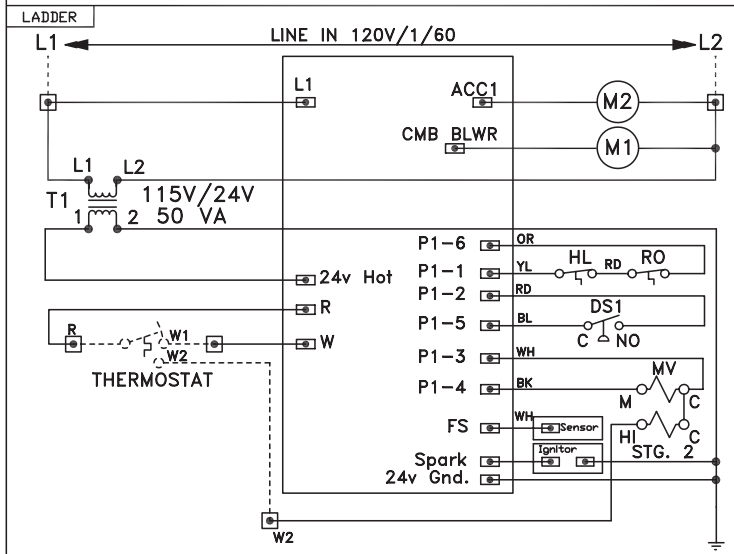 LADDER
LINE IN 120V/1/60
L1
L2
L1
ACC1
M2
CMB BLWR
M1
L1
L2
T1
115V/24V
1
2
50 VA
P1-6
OR
HL
RD
RO
24v Hot
P1-1
YL
P1-2
RD
R
DS1
P1-5
BL
C
NO
R
W1
W
W2
P1-3
WH
MV
THERMOSTAT
P1-4
BK
M
C
FS
WH
Sensor
HI
C
STG. 2
Ignitor
Spark
24v Gnd.
W2